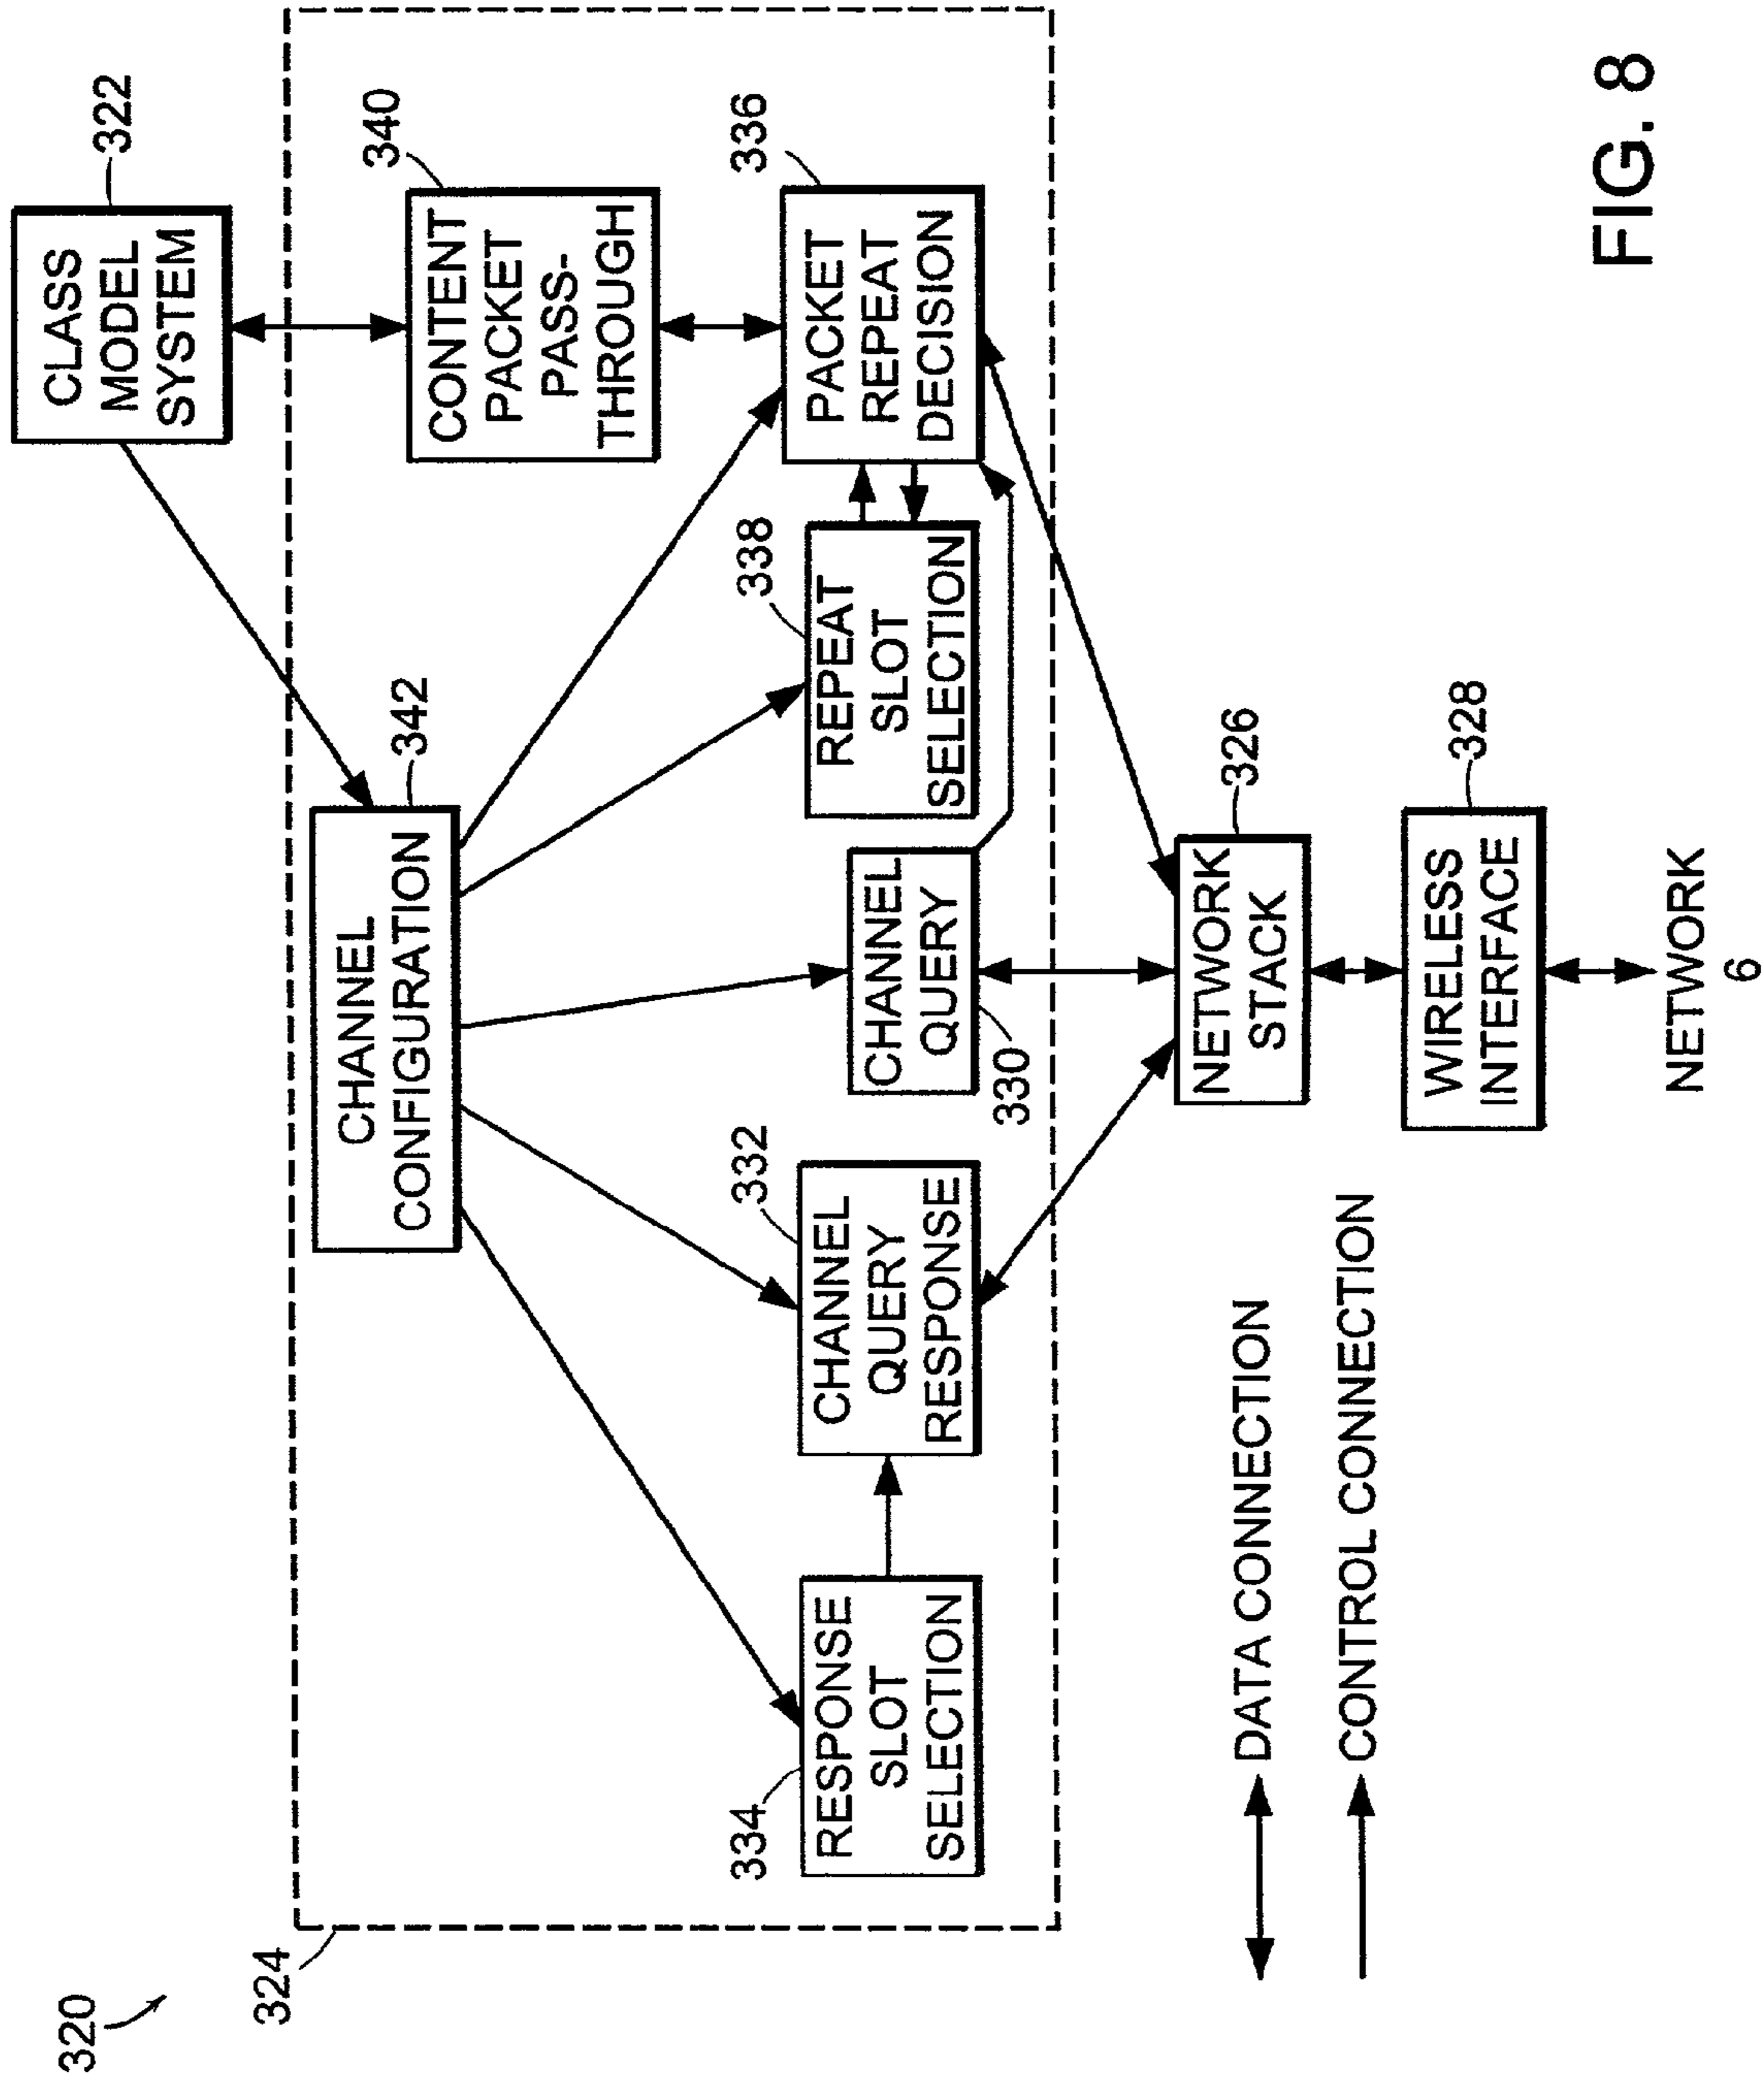 320
324
CLASS
MODEL
SYSTEM
322
CHANNEL
CONFIGURATION
342
CONTENT
PACKET
PASS-
THROUGH
340
334
RESPONSE
SLOT
SELECTION
332
CHANNEL
QUERY
RESPONSE
CHANNEL
QUERY
330
338
REPEAT
SLOT
SELECTION
336
PACKET
REPEAT
DECISION
NETWORK
STACK
326
WIRELESS
INTERFACE
328
NETWORK
6
DATA CONNECTION
CONTROL CONNECTION
FIG. 8